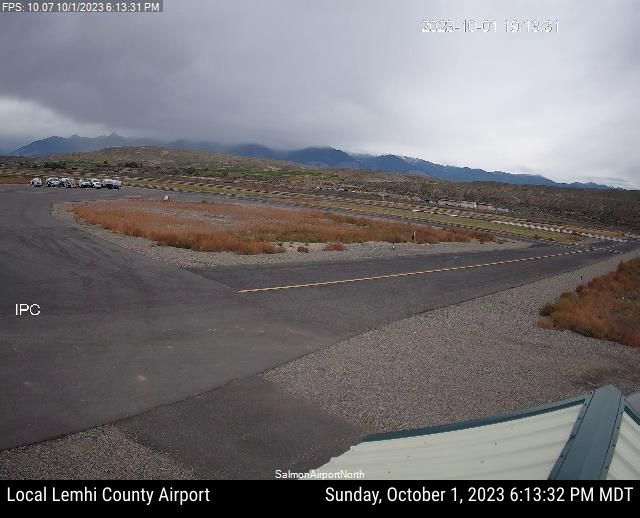 FPS: 10.07 10/1/2023 6:13:31 PM
2023-10-01 19:13:31
IPC
SalmonAirportNorth
Local Lemhi County Airport
Sunday, October 1, 2023 6:13:32 PM MDT